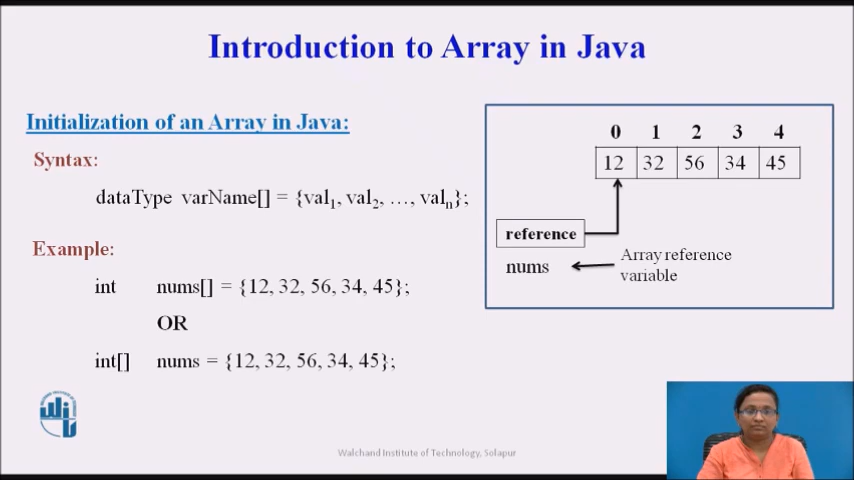 Introduction to Array in Java
Initialization of an Array in Java:
Syntax:
dataType varName[] = {val1, val2, …, valn};
Example:
int nums[] = {12, 32, 56, 34, 45};
OR
int[] nums = {12, 32, 56, 34, 45};
0 1 2 3 4
12 32 56 34 45
reference
nums
Array reference
variable
Walchand Institute of Technology, Solapur